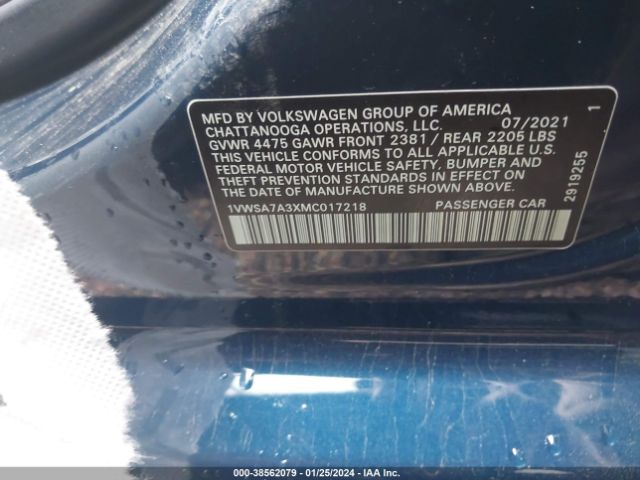 MFD BY VOLKSWAGEN GROUP OF AMERICA
CHATTANOOGA OPERATIONS, LLC. 07/2021
GVWR 4475 GAWR FRONT 2381 / REAR 2205 LBS
THIS VEHICLE CONFORMS TO ALL APPLICABLE U.S.
FEDERAL MOTOR VEHICLE SAFETY, BUMPER AND
THEFT PREVENTION STANDARDS IN EFFECT ON
THE DATE OF MANUFACTURE SHOWN ABOVE.
1VWSA7A3XMC017218 PASSENGER CAR
2919255 1
000-38562079 - 01/25/2024 - IAA Inc.